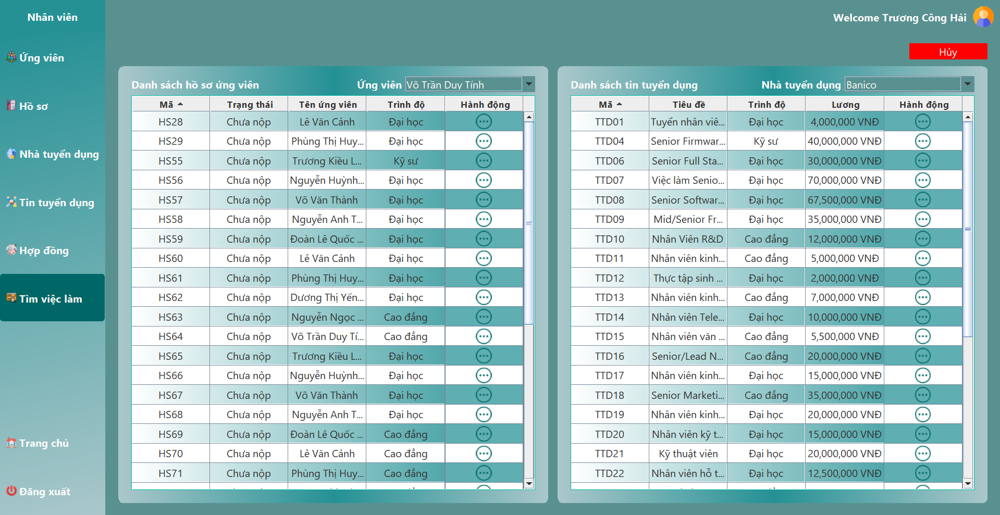 Nhân viên
Ứng viên
Hồ sơ
Nhà tuyển dụng
Tin tuyển dụng
Hợp đồng
Tìm việc làm
Trang chủ
Đăng xuất
Welcome Trương Công Hải
Hủy
Danh sách hồ sơ ứng viên Ứng viên Võ Trần Duy Tính
Mã Trạng thái Tên ứng viên Trình độ Hành động
HS28 Chưa nộp Lê Văn Cảnh Đại học
HS29 Chưa nộp Phùng Thị Huy... Đại học
HS55 Chưa nộp Trương Kiều L... Kỹ sư
HS56 Chưa nộp Nguyễn Huỳnh... Đại học
HS57 Chưa nộp Võ Văn Thành Đại học
HS58 Chưa nộp Nguyễn Anh T... Đại học
HS59 Chưa nộp Đoàn Lê Quốc ... Đại học
HS60 Chưa nộp Lê Văn Cảnh Đại học
HS61 Chưa nộp Phùng Thị Huy... Đại học
HS62 Chưa nộp Dương Thị Yến... Đại học
HS63 Chưa nộp Nguyễn Ngọc ... Cao đẳng
HS64 Chưa nộp Võ Trần Duy Tí... Cao đẳng
HS65 Chưa nộp Trương Kiều L... Đại học
HS66 Chưa nộp Nguyễn Huỳnh... Đại học
HS67 Chưa nộp Võ Văn Thành Đại học
HS68 Chưa nộp Nguyễn Anh T... Đại học
HS69 Chưa nộp Đoàn Lê Quốc ... Cao đẳng
HS70 Chưa nộp Lê Văn Cảnh Cao đẳng
HS71 Chưa nộp Phùng Thị Huy... Cao đẳng
Danh sách tin tuyển dụng Nhà tuyển dụng Banico
Mã Tiêu đề Trình độ Lương Hành động
TTD01 Tuyển nhân viê... Đại học 4,000,000 VNĐ
TTD04 Senior Firmwar... Kỹ sư 40,000,000 VNĐ
TTD06 Senior Full Sta... Đại học 30,000,000 VNĐ
TTD07 Việc làm Senio... Đại học 70,000,000 VNĐ
TTD08 Senior Softwar... Đại học 67,500,000 VNĐ
TTD09 Mid/Senior Fr... Đại học 35,000,000 VNĐ
TTD10 Nhân Viên R&D Cao đẳng 12,000,000 VNĐ
TTD11 Nhân viên kinh... Cao đẳng 5,000,000 VNĐ
TTD12 Thực tập sinh ... Đại học 2,000,000 VNĐ
TTD13 Nhân viên kinh... Cao đẳng 7,000,000 VNĐ
TTD14 Nhân viên Tele... Đại học 10,000,000 VNĐ
TTD15 Nhân viên văn ... Cao đẳng 5,500,000 VNĐ
TTD16 Senior/Lead N... Cao đẳng 20,000,000 VNĐ
TTD17 Nhân viên kinh... Đại học 15,000,000 VNĐ
TTD18 Senior Marketi... Cao đẳng 35,000,000 VNĐ
TTD19 Nhân viên kinh... Đại học 20,000,000 VNĐ
TTD20 Nhân viên kỹ t... Đại học 15,000,000 VNĐ
TTD21 Kỹ thuật viên Đại học 20,000,000 VNĐ
TTD22 Nhân viên hỗ t... Đại học 12,500,000 VNĐ